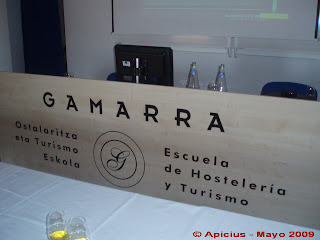 GAMARRA
Ostalaritza
eta Turismo
Eskola
G
Escuela
de Hostelería
y Turismo
© Apicius - Mayo 2009